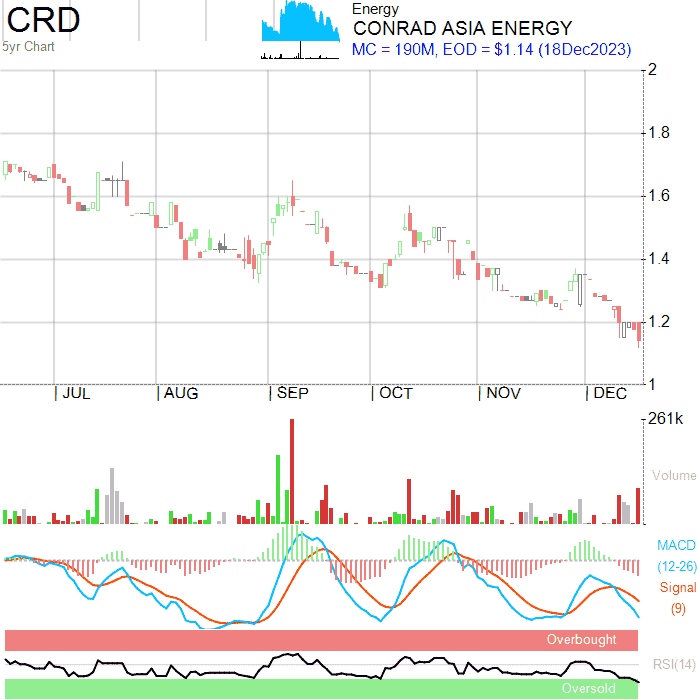 CRD
5yr Chart
Energy
CONRAD ASIA ENERGY
MC = 190M, EOD = $1.14 (18Dec2023)
2
1.8
1.6
1.4
1.2
1
JUL AUG SEP OCT NOV DEC
261k
Volume
MACD
(12-26)
Signal
(9)
Overbought
RSI(14)
Oversold